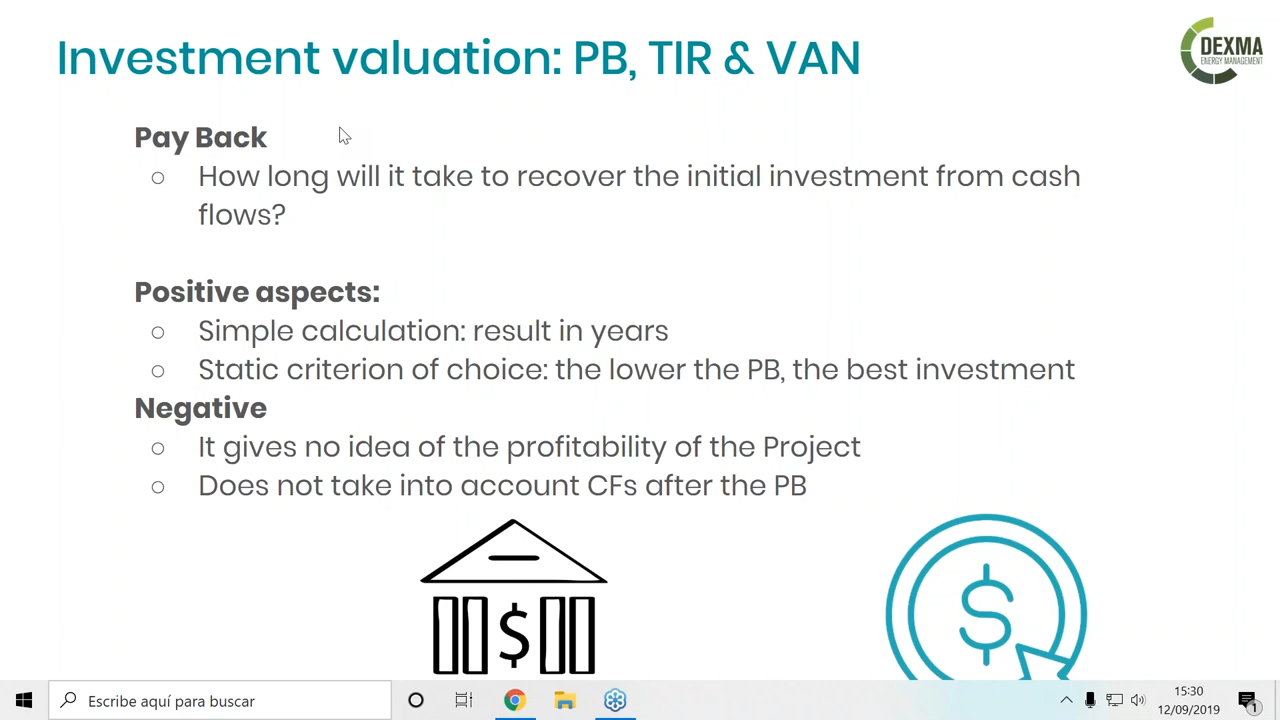 Investment valuation: PB, TIR & VAN
DEXMA
ENERGY MANAGEMENT
Pay Back
○ How long will it take to recover the initial investment from cash
flows?
Positive aspects:
○ Simple calculation: result in years
○ Static criterion of choice: the lower the PB, the best investment
Negative
○ It gives no idea of the profitability of the Project
○ Does not take into account CFs after the PB
$
$
Escribe aquí para buscar
15:30
12/09/2019
1